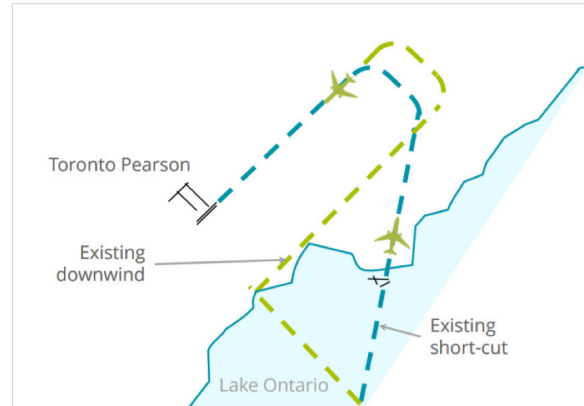 Toronto Pearson
Existing
downwind
Existing
short-cut
Lake Ontario